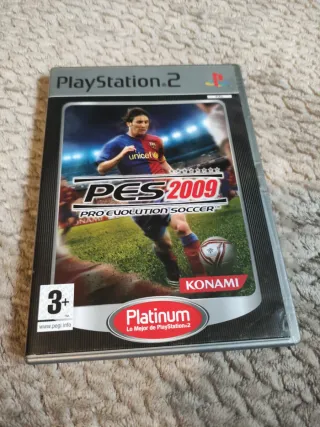 PlayStation®2
unicef
PES 2009
PRO EVOLUTION SOCCER
KONAMI
3+
www.pegi.info
Platinum
Lo Mejor de PlayStation®2